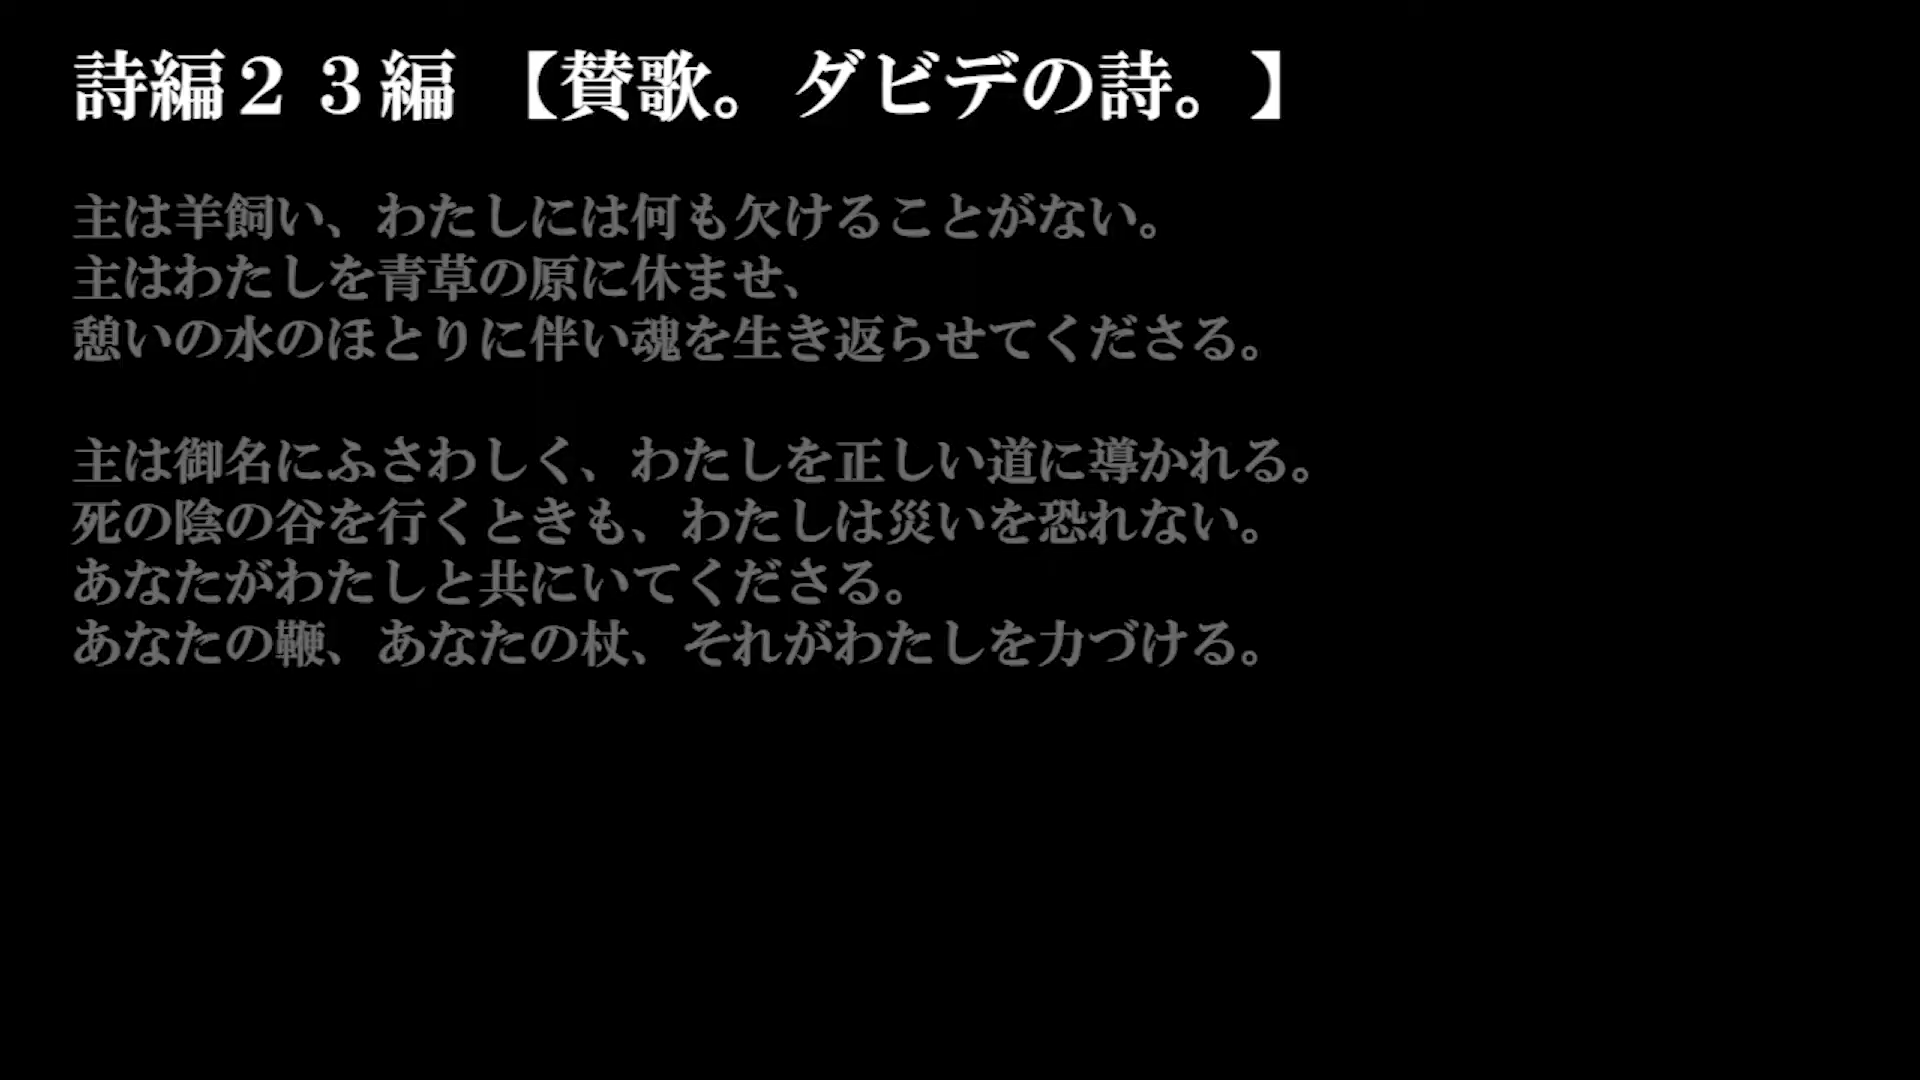 詩編２３編 【賛歌。ダビデの詩。】
主は羊飼い、わたしには何も欠けることがない。
主はわたしを青草の原に休ませ、
憩いの水のほとりに伴い魂を生き返らせてくださる。
主は御名にふさわしく、わたしを正しい道に導かれる。
死の陰の谷を行くときも、わたしは災いを恐れない。
あなたがわたしと共にいてくださる。
あなたの鞭、あなたの杖、それがわたしを力づける。